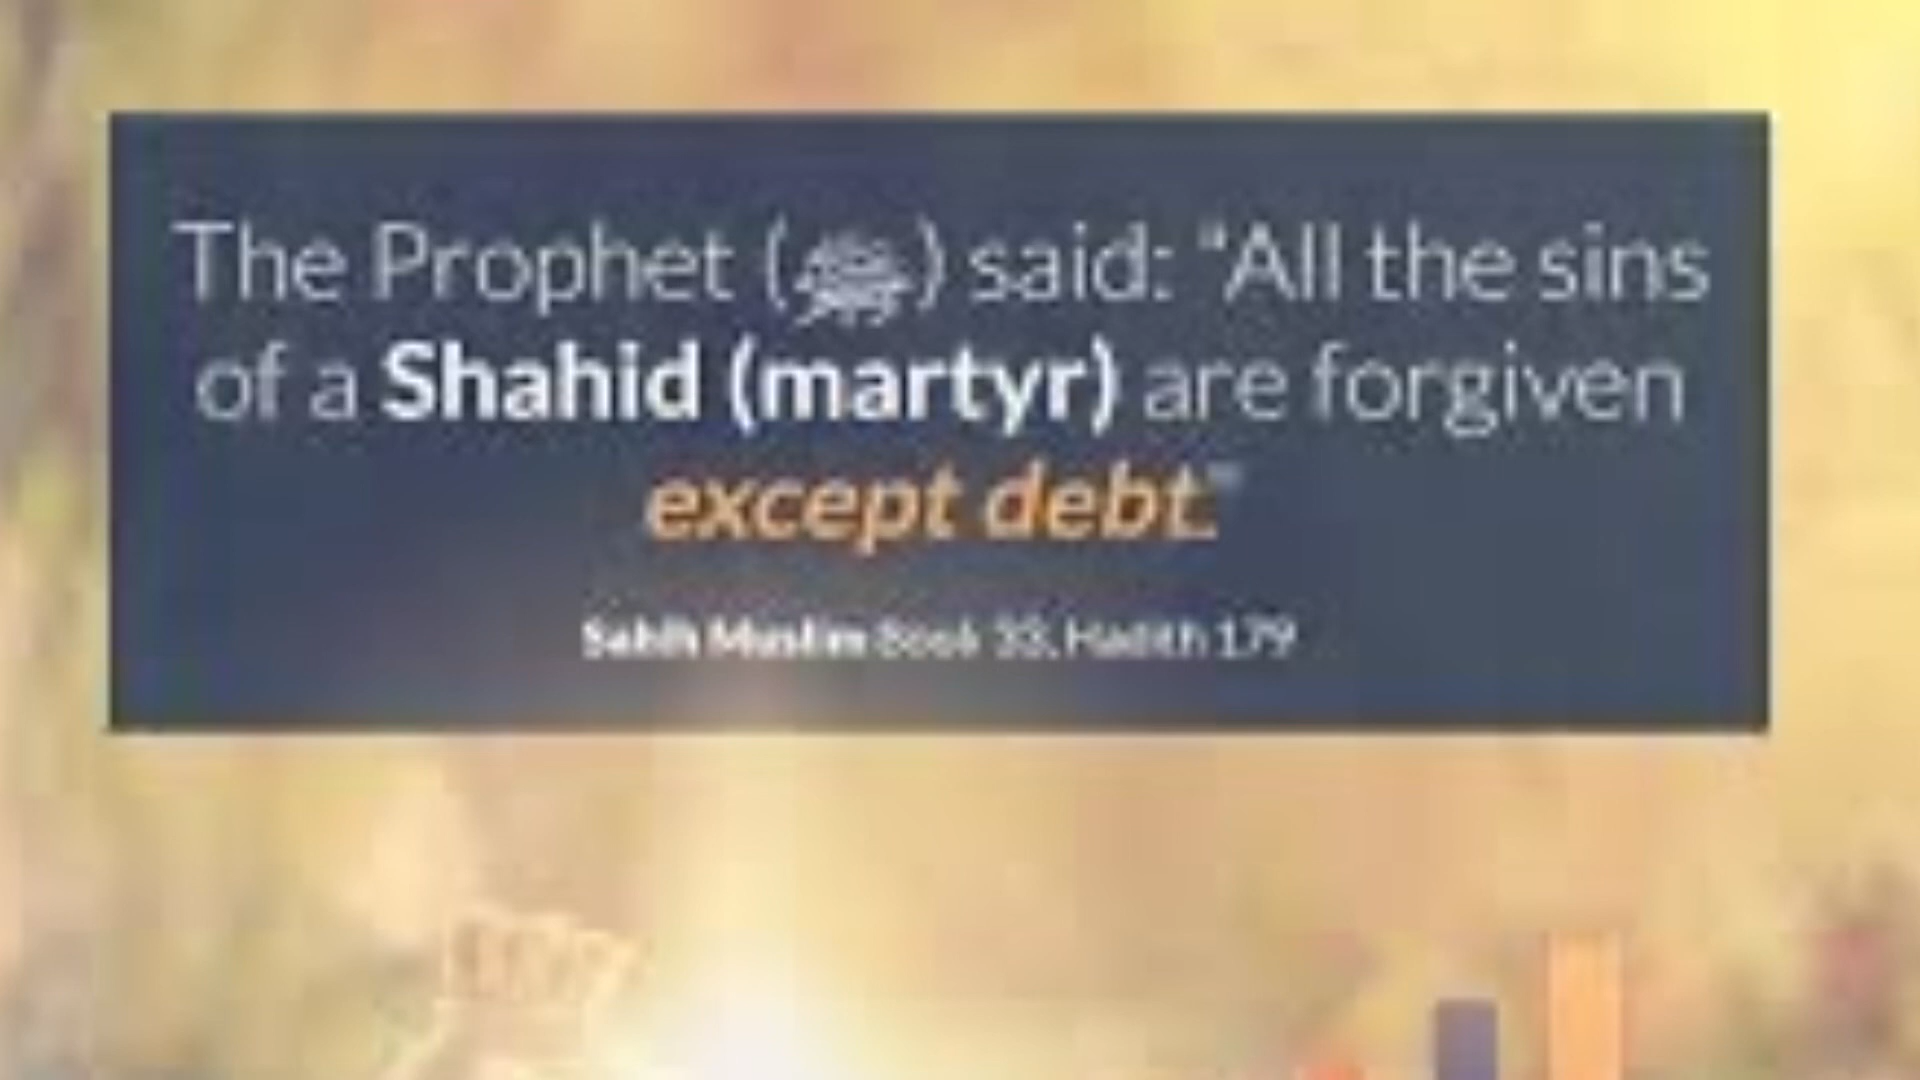 The Prophet (ﷺ) said: "All the sins
of a Shahid (martyr) are forgiven
except debt."
Sahih Muslim Book 33, Hadith 179